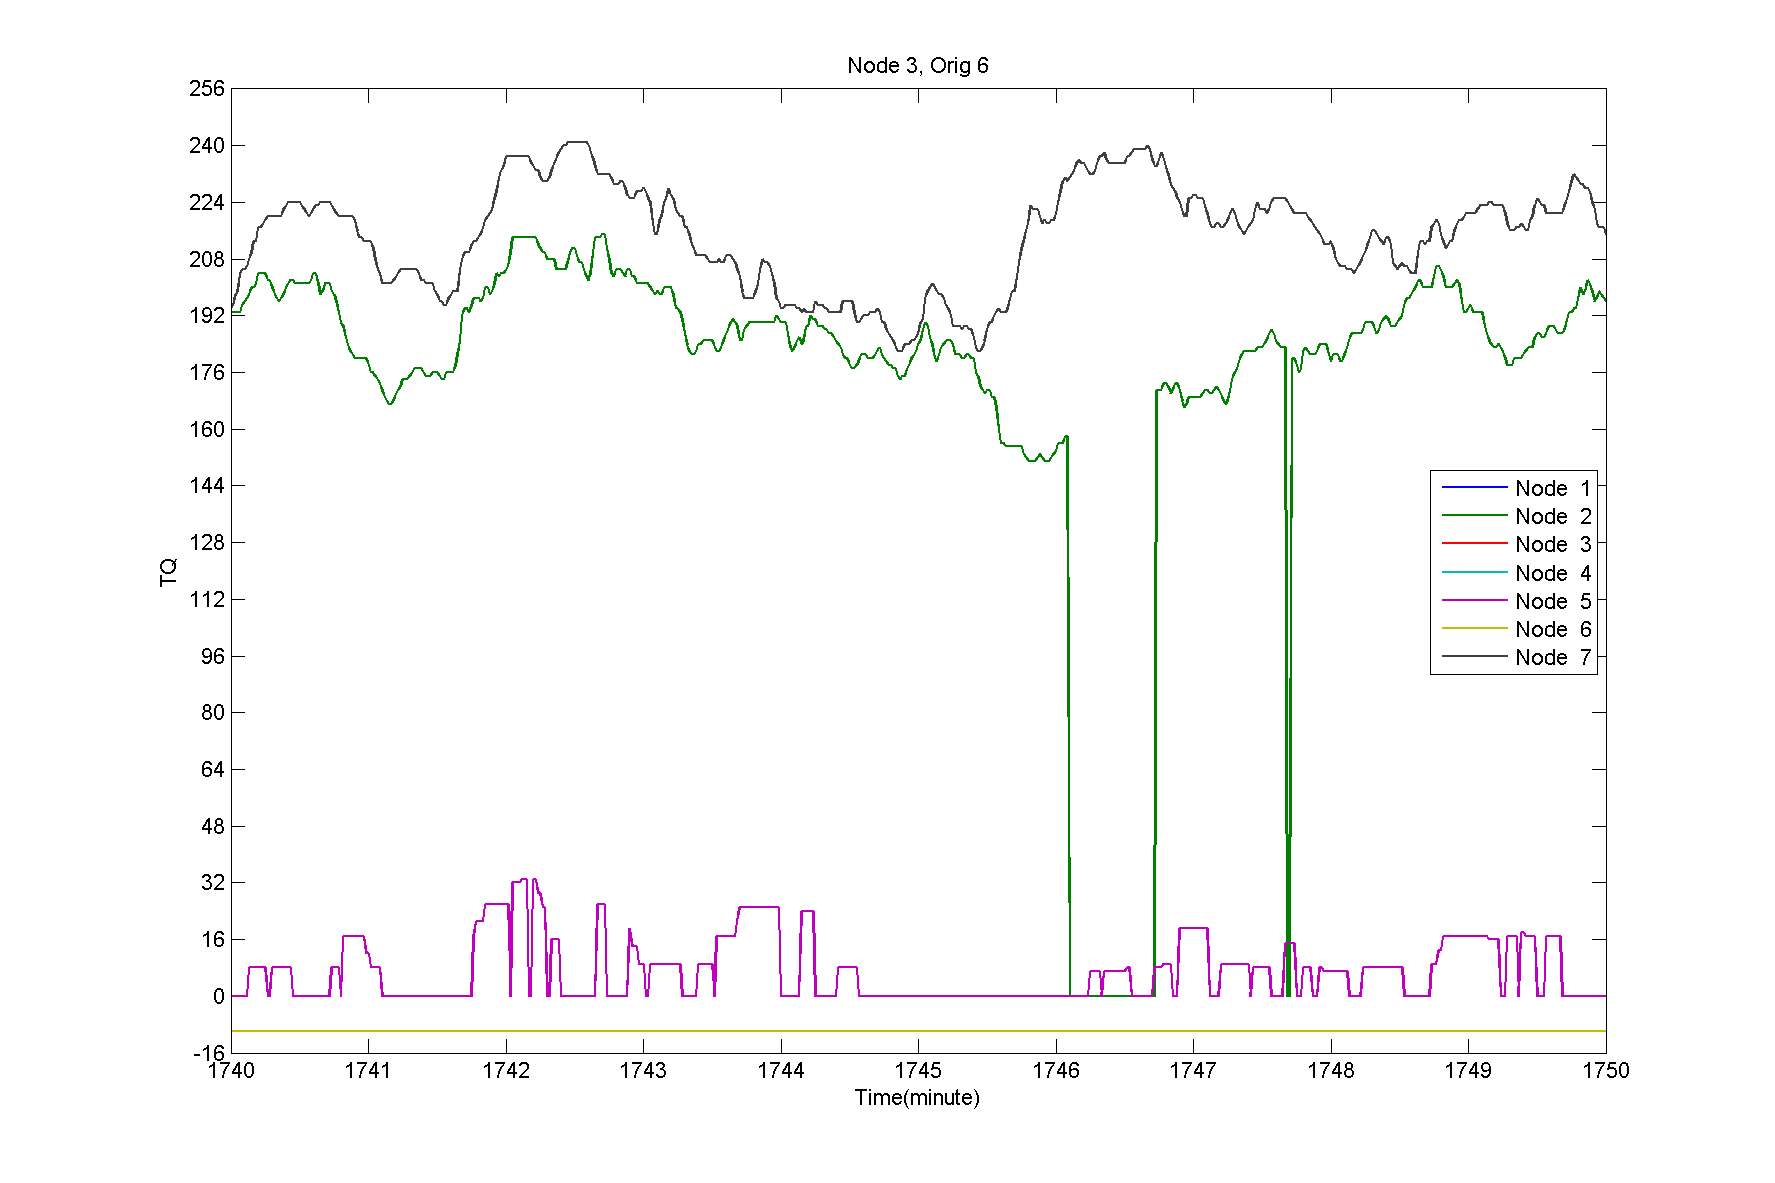 Node 3, Orig 6
256
240
224
208
192
176
160
144
128
112
96
80
64
48
32
16
0
-16
TQ
Node 1
Node 2
Node 3
Node 4
Node 5
Node 6
Node 7
1740 1741 1742 1743 1744 1745 1746 1747 1748 1749 1750
Time(minute)